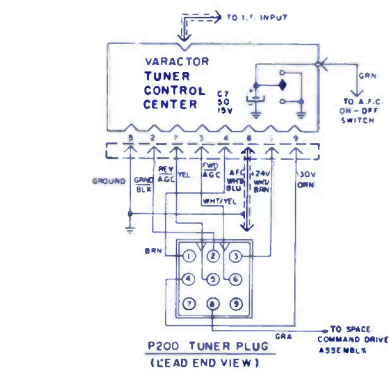 TO I.F. INPUT
VARACTOR
TUNER
CONTROL
CENTER
C7
50
15V
GRN
TO A.F.C.
ON-OFF
SWITCH
5 2 7 3 4 1 9
GROUND
GRND
BLK
REV
AGC
YEL
FWD
AGC
WHT/YEL
AFC
WHT/
BLU
+24V
WHT/
BRN
130V
ORN
BRN
1 2 3
4 5 6
7 8 9
GRA
TO SPACE
COMMAND DRIVE
ASSEMBLY
P200 TUNER PLUG
(LEAD END VIEW)